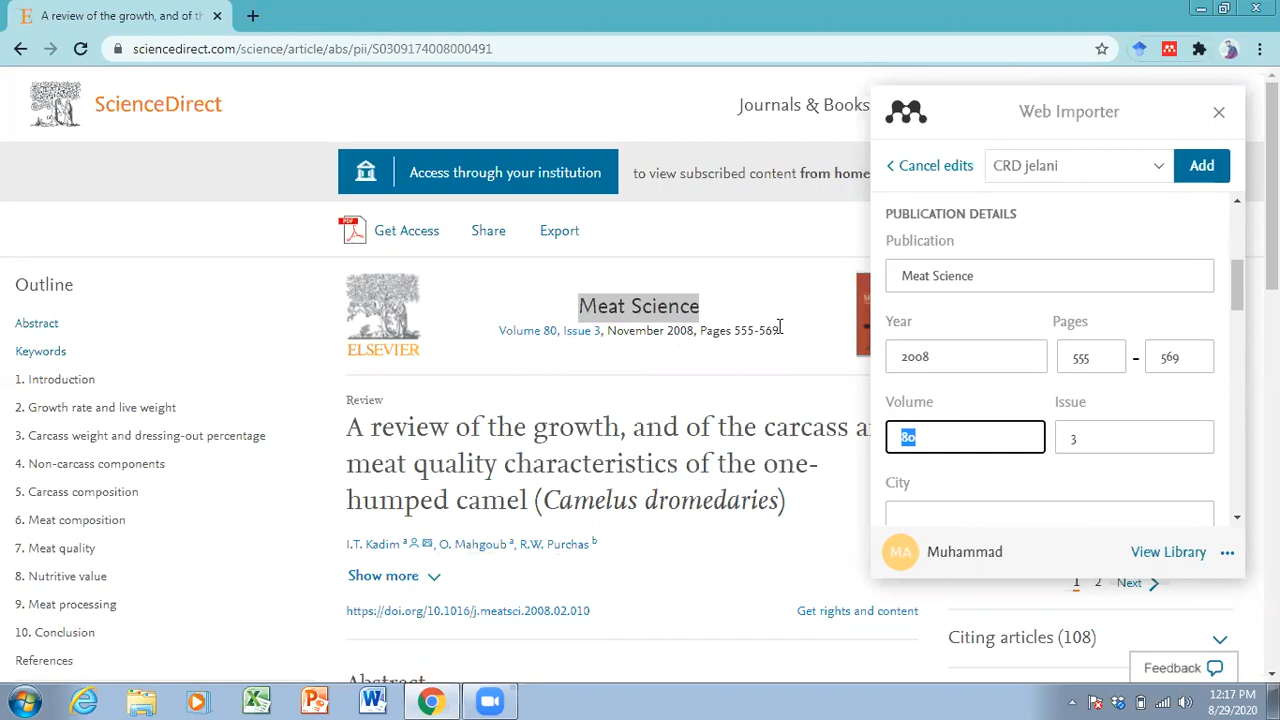 A review of the growth, and of th
sciencedirect.com/science/article/abs/pii/S0309174008000491
ScienceDirect
Journals & Books
Access through your institution
to view subscribed content from home
Get Access
Share
Export
Outline
Abstract
Keywords
1. Introduction
2. Growth rate and live weight
3. Carcass weight and dressing-out percentage
4. Non-carcass components
5. Carcass composition
6. Meat composition
7. Meat quality
8. Nutritive value
9. Meat processing
10. Conclusion
References
ELSEVIER
Meat Science
Volume 80, Issue 3, November 2008, Pages 555-569
Review
A review of the growth, and of the carcass a
meat quality characteristics of the one-
humped camel (Camelus dromedaries)
I.T. Kadim a, O. Mahgoub a, R.W. Purchas b
Show more
https://doi.org/10.1016/j.meatsci.2008.02.010
Get rights and content
Abstract
Web Importer
Cancel edits
CRD jelani
Add
PUBLICATION DETAILS
Publication
Meat Science
Year
Pages
2008
555
-
569
Volume
Issue
80
3
City
MA
Muhammad
View Library
1 2 Next
Citing articles (108)
Feedback
12:17 PM
8/29/2020